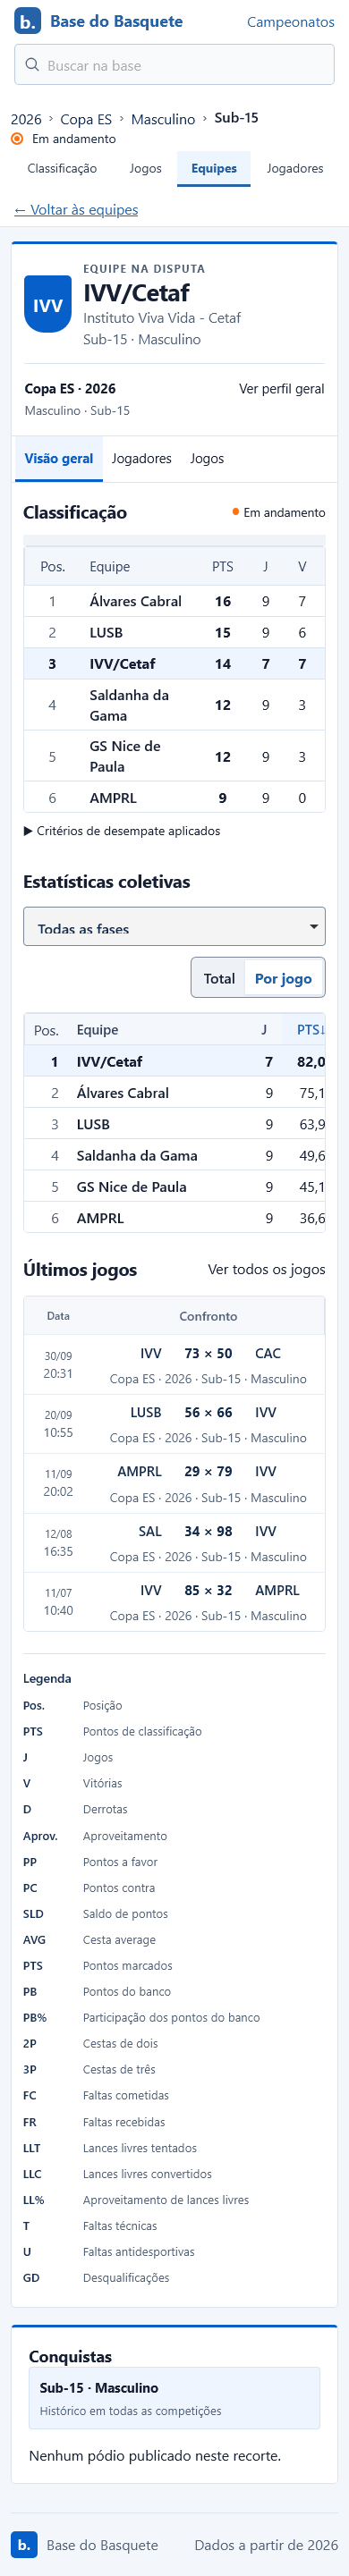 b. Base do Basquete Campeonatos
Buscar na base
2026 › Copa ES › Masculino › Sub-15
Em andamento
Classificação Jogos Equipes Jogadores
← Voltar às equipes
EQUIPE NA DISPUTA
IVV IVV/Cetaf
Instituto Viva Vida - Cetaf
Sub-15 · Masculino
Copa ES · 2026 Ver perfil geral
Masculino · Sub-15
Visão geral Jogadores Jogos
Classificação Em andamento
Pos. Equipe PTS J V
1 Álvares Cabral 16 9 7
2 LUSB 15 9 6
3 IVV/Cetaf 14 7 7
4 Saldanha da Gama 12 9 3
5 GS Nice de Paula 12 9 3
6 AMPRL 9 9 0
▶ Critérios de desempate aplicados
Estatísticas coletivas
Todas as fases
Total Por jogo
Pos. Equipe J PTS↓
1 IVV/Cetaf 7 82,0
2 Álvares Cabral 9 75,1
3 LUSB 9 63,9
4 Saldanha da Gama 9 49,6
5 GS Nice de Paula 9 45,1
6 AMPRL 9 36,6
Últimos jogos Ver todos os jogos
Data Confronto
30/09 20:31 IVV 73 × 50 CAC
Copa ES · 2026 · Sub-15 · Masculino
20/09 10:55 LUSB 56 × 66 IVV
Copa ES · 2026 · Sub-15 · Masculino
11/09 20:02 AMPRL 29 × 79 IVV
Copa ES · 2026 · Sub-15 · Masculino
12/08 16:35 SAL 34 × 98 IVV
Copa ES · 2026 · Sub-15 · Masculino
11/07 10:40 IVV 85 × 32 AMPRL
Copa ES · 2026 · Sub-15 · Masculino
Legenda
Pos. Posição
PTS Pontos de classificação
J Jogos
V Vitórias
D Derrotas
Aprov. Aproveitamento
PP Pontos a favor
PC Pontos contra
SLD Saldo de pontos
AVG Cesta average
PTS Pontos marcados
PB Pontos do banco
PB% Participação dos pontos do banco
2P Cestas de dois
3P Cestas de três
FC Faltas cometidas
FR Faltas recebidas
LLT Lances livres tentados
LLC Lances livres convertidos
LL% Aproveitamento de lances livres
T Faltas técnicas
U Faltas antidesportivas
GD Desqualificações
Conquistas
Sub-15 · Masculino
Histórico em todas as competições
Nenhum pódio publicado neste recorte.
b. Base do Basquete Dados a partir de 2026